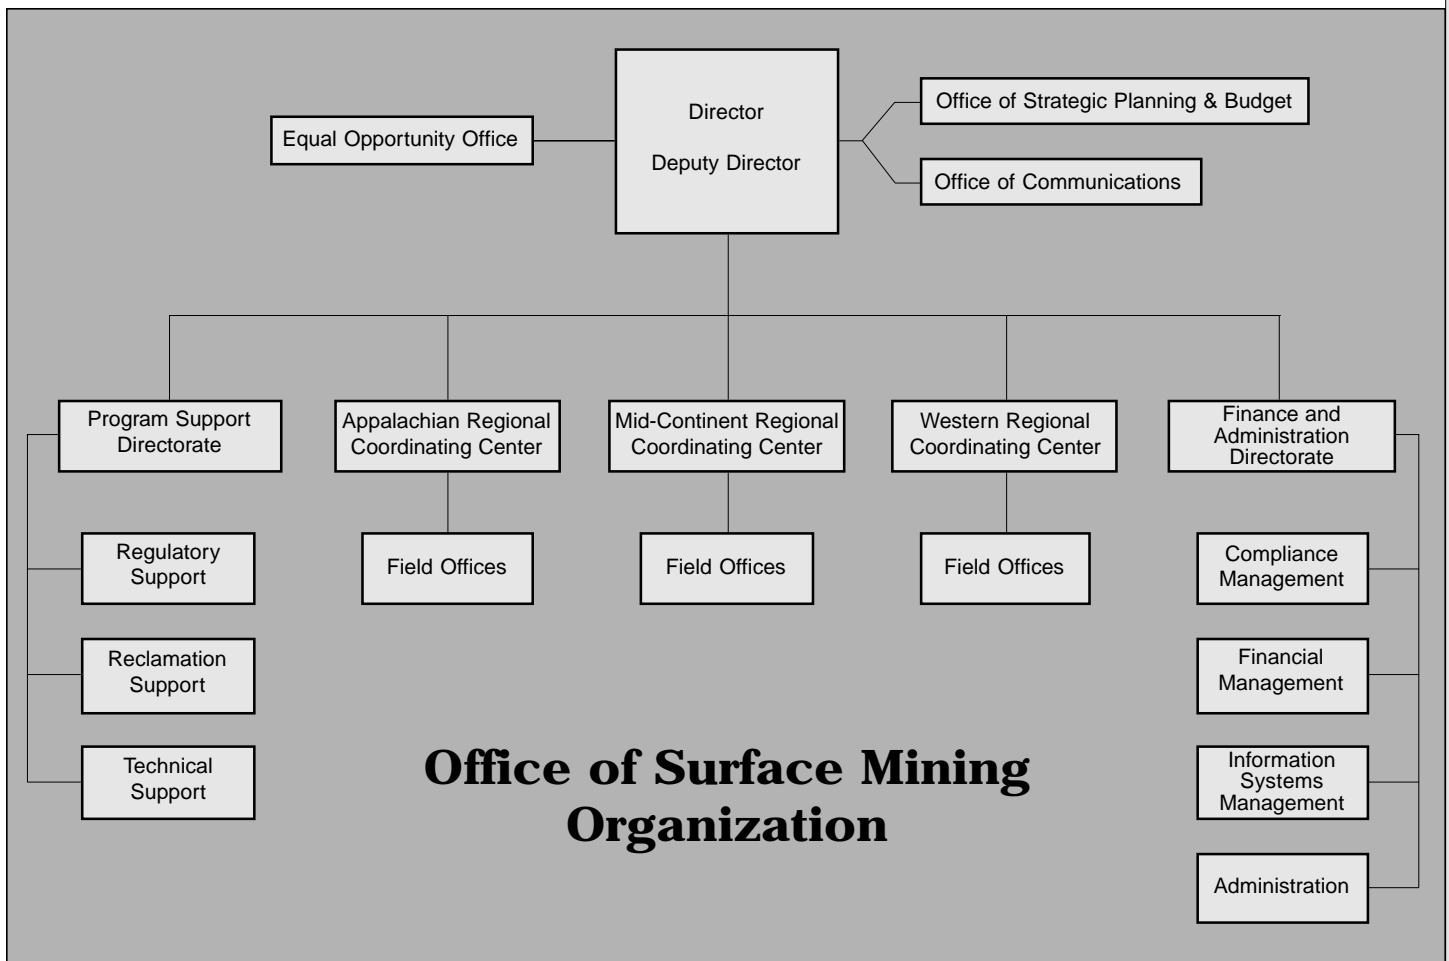 Director
Deputy Director
Equal Opportunity Office
Office of Strategic Planning & Budget
Office of Communications
Program Support
Directorate
Appalachian Regional
Coordinating Center
Mid-Continent Regional
Coordinating Center
Western Regional
Coordinating Center
Finance and
Administration
Directorate
Regulatory
Support
Reclamation
Support
Technical
Support
Field Offices
Field Offices
Field Offices
Compliance
Management
Financial
Management
Information
Systems
Management
Administration
Office of Surface Mining
Organization